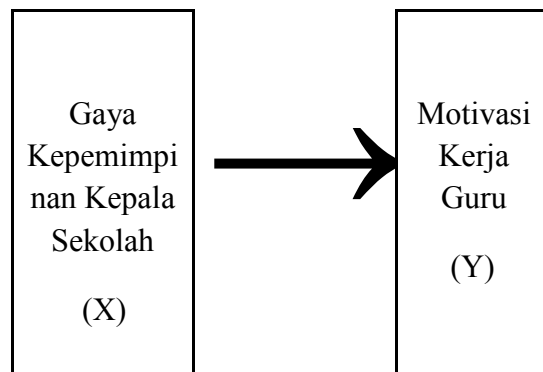 Gaya
Kepemimpi
nan Kepala
Sekolah
(X)
Motivasi
Kerja
Guru
(Y)